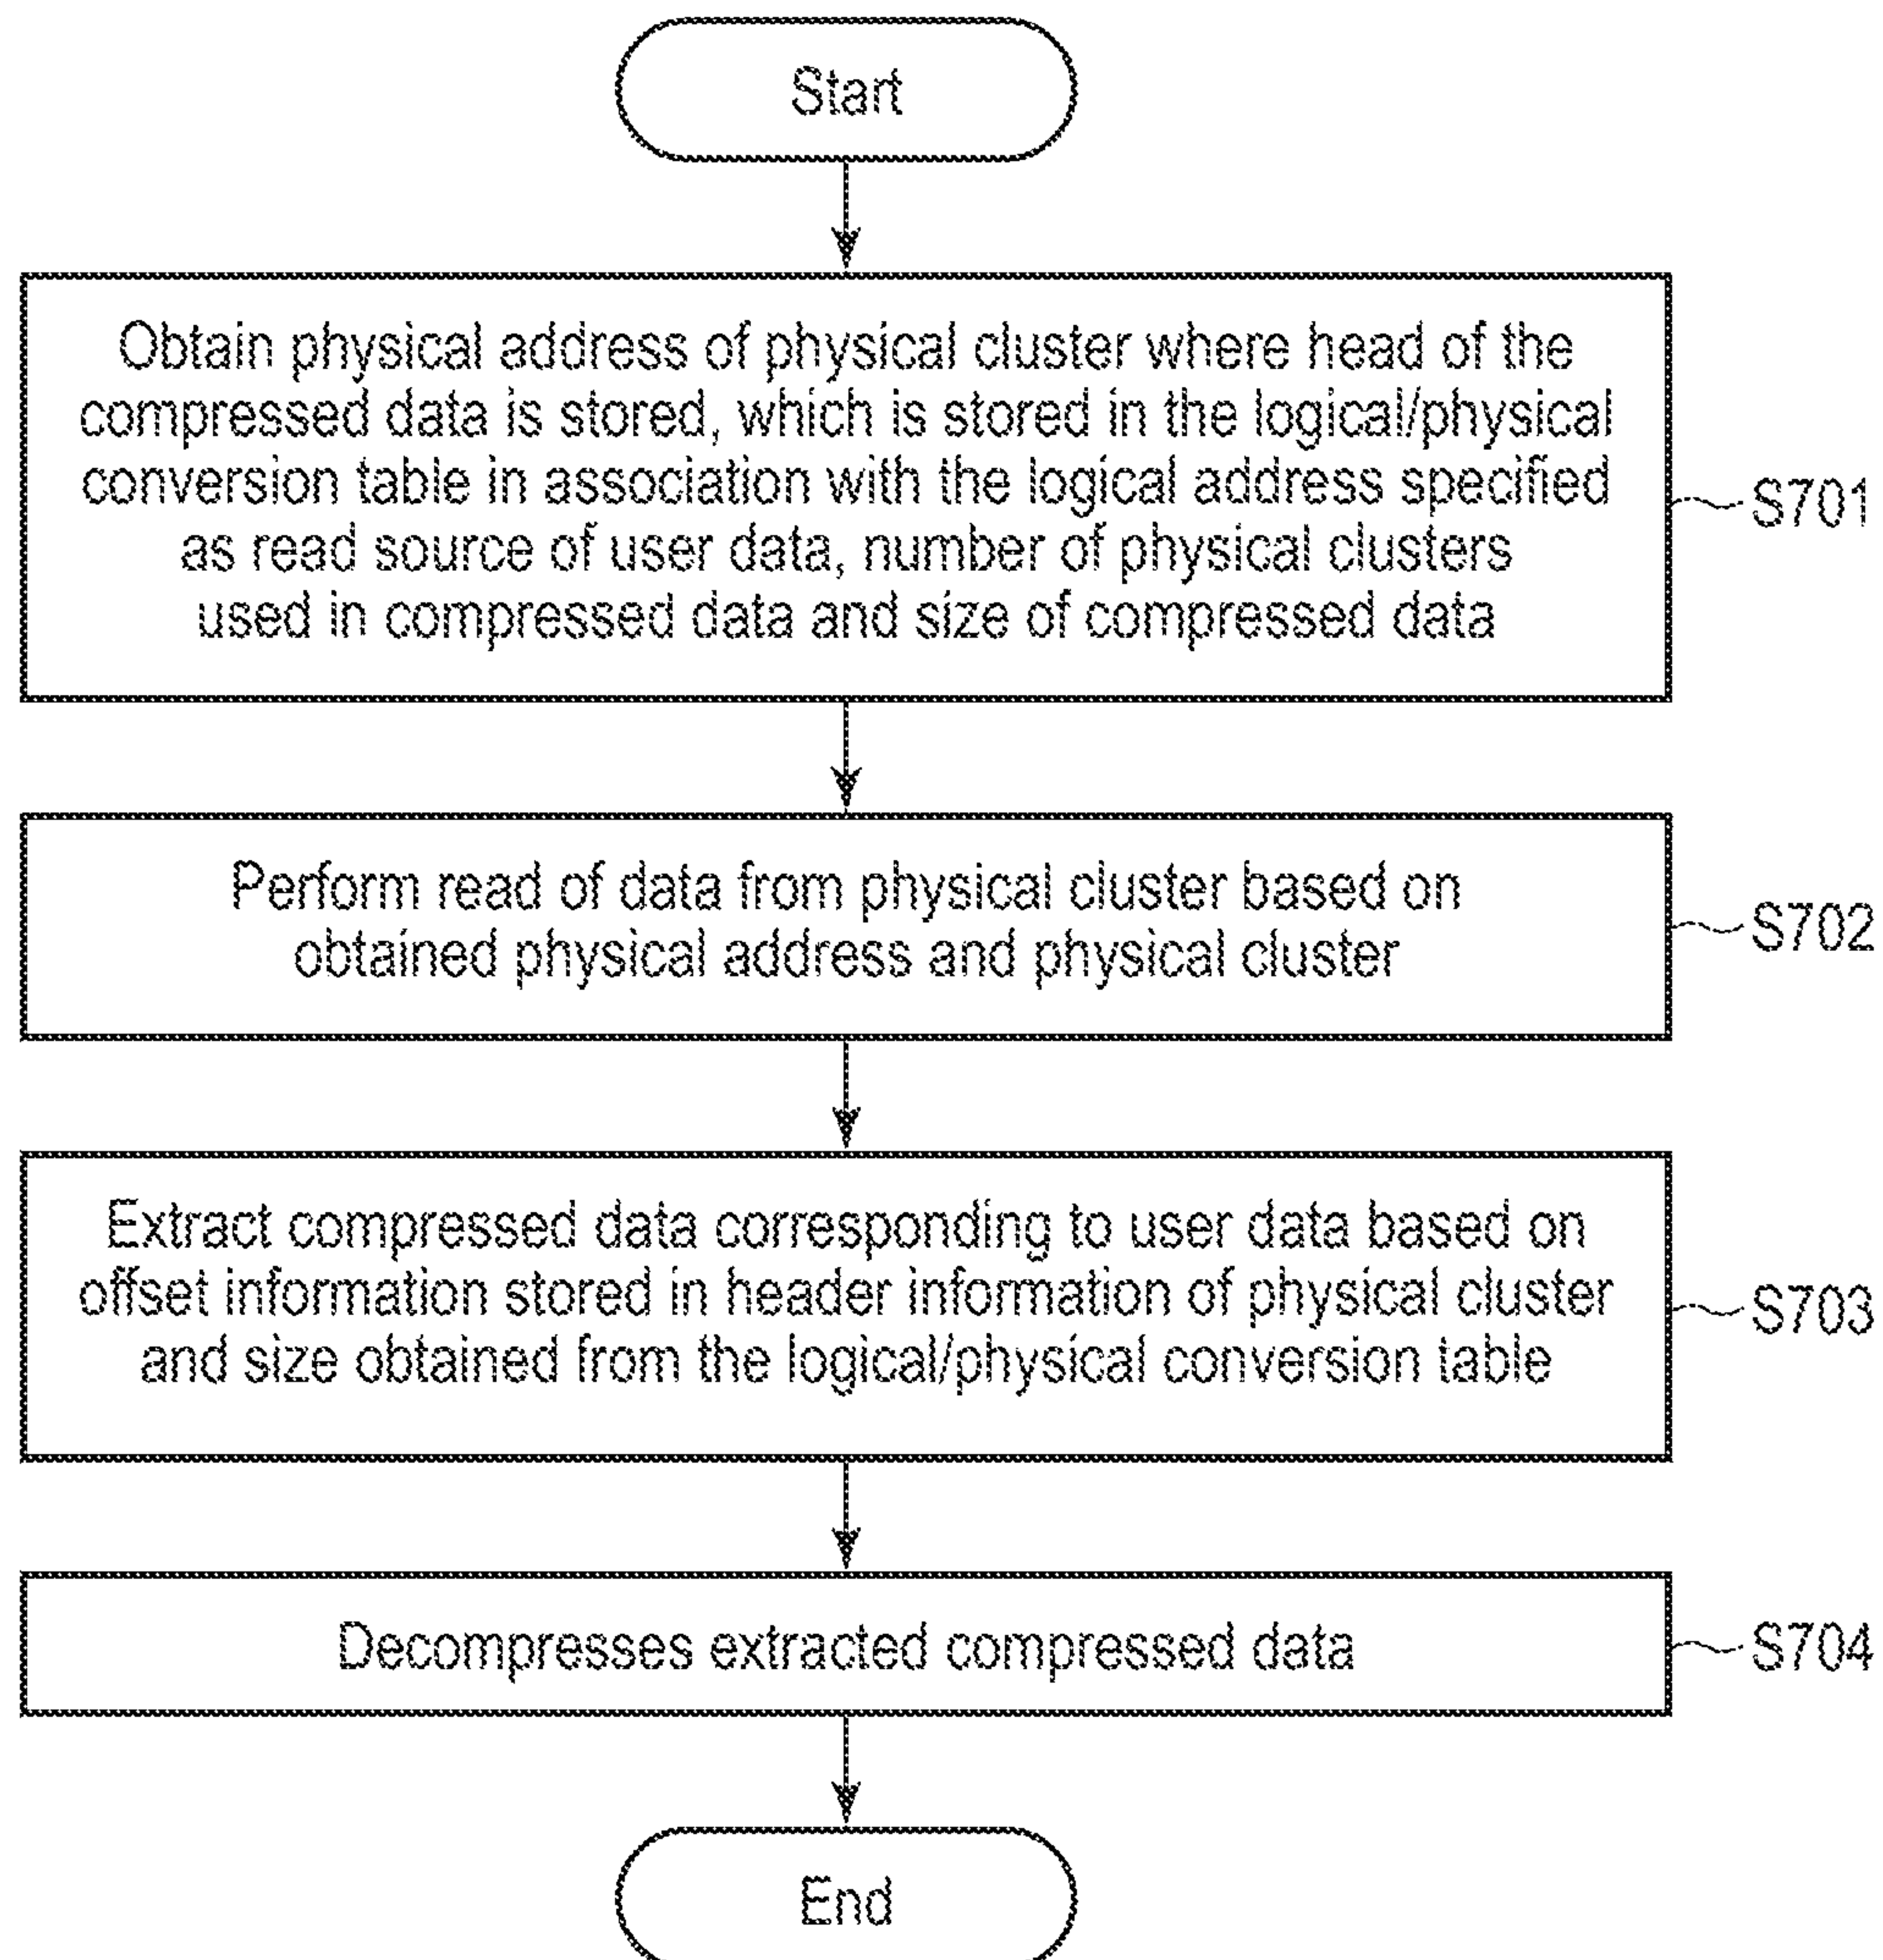 Start
Obtain physical address of physical cluster where head of the
compressed data is stored, which is stored in the logical/physical
conversion table in association with the logical address specified
as read source of user data, number of physical clusters
used in compressed data and size of compressed data
S701
Perform read of data from physical cluster based on
obtained physical address and physical cluster
S702
Extract compressed data corresponding to user data based on
offset information stored in header information of physical cluster
and size obtained from the logical/physical conversion table
S703
Decompresses extracted compressed data
S704
End